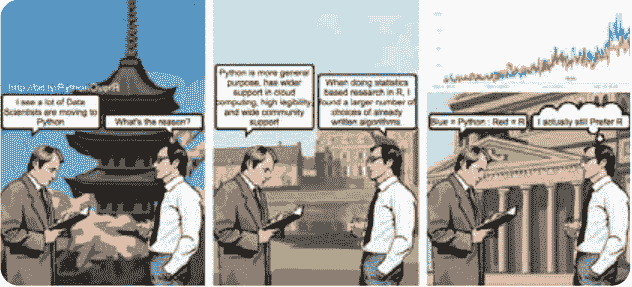 I see a lot of Data
Scientists are moving to
Python
What's the reason?
Python is more general
purpose, has wider
support in cloud
computing, high legibility,
and wide community
support
When doing statistics
based research in R, I
found a larger number of
choices of already
written algorithms
Blue = Python : Red = R
I actually still Prefer R